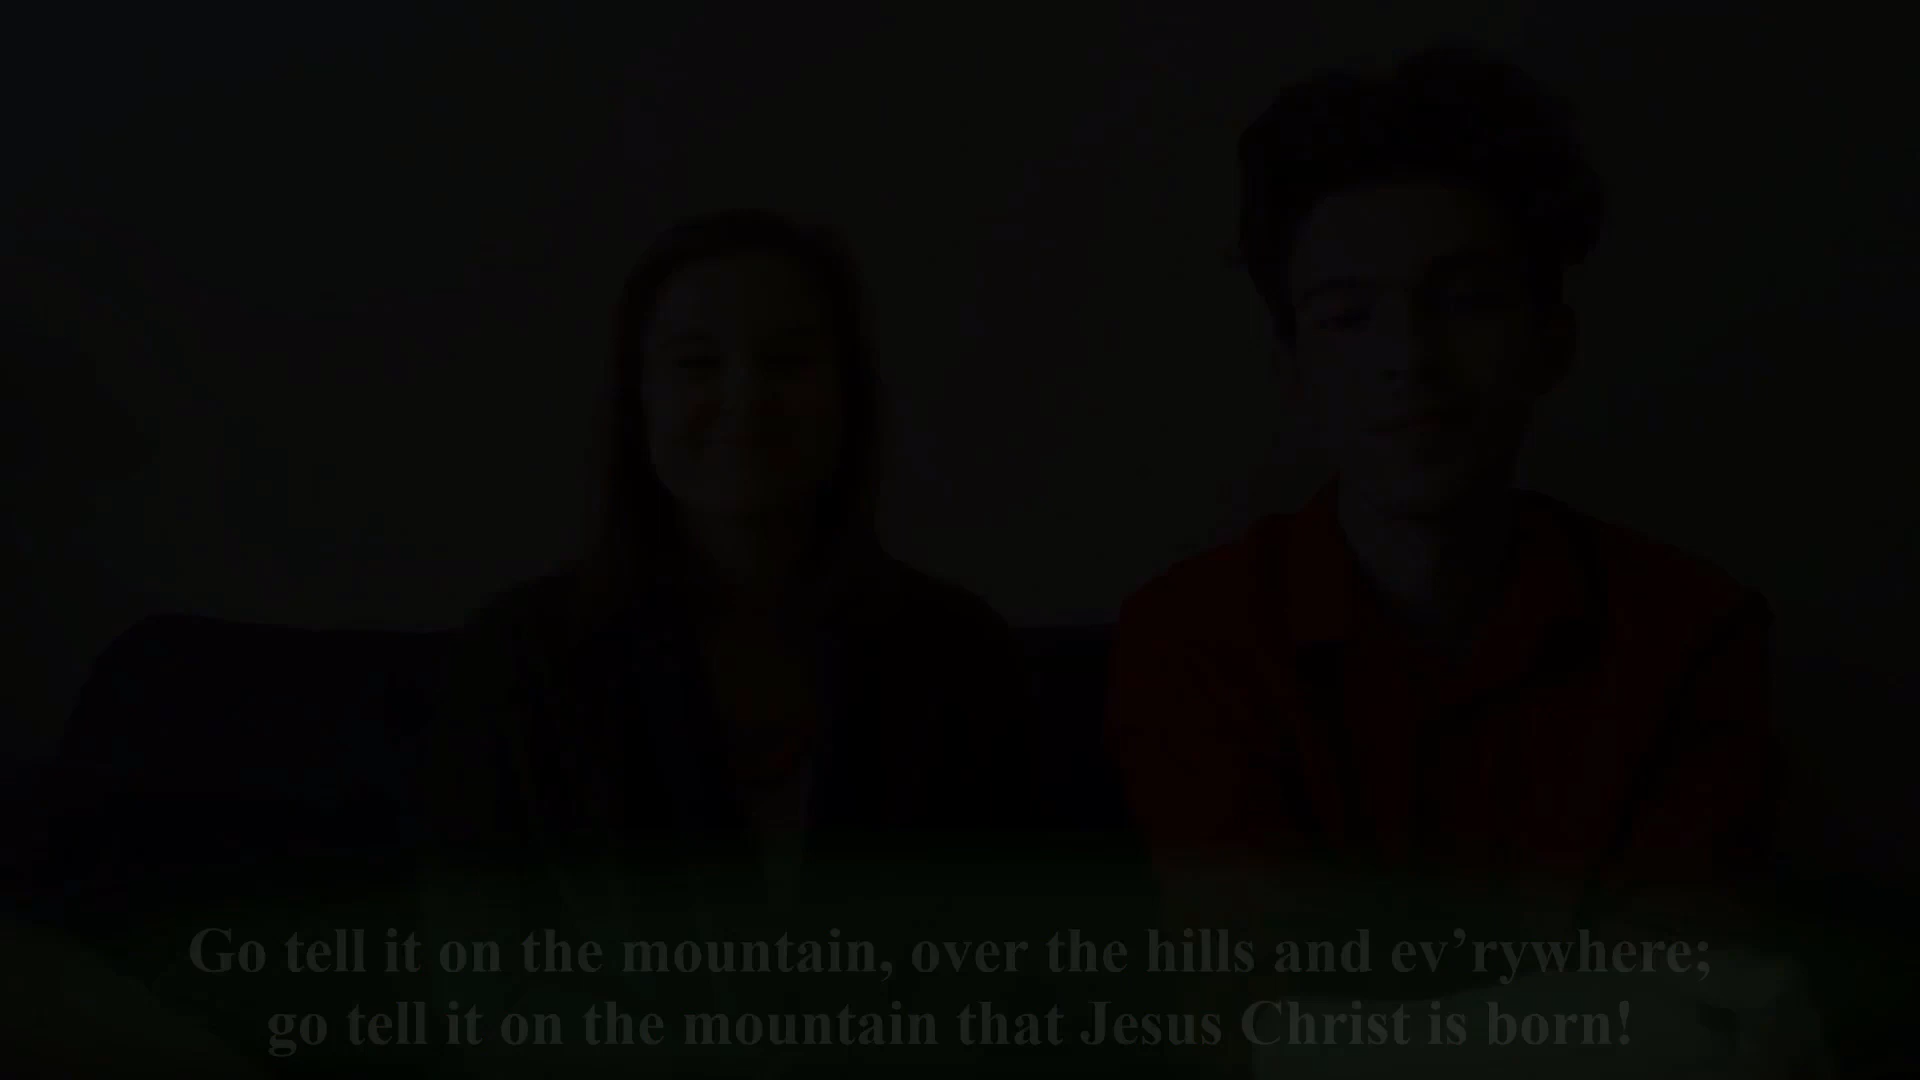 Go tell it on the mountain, over the hills and ev’rywhere;
go tell it on the mountain that Jesus Christ is born!